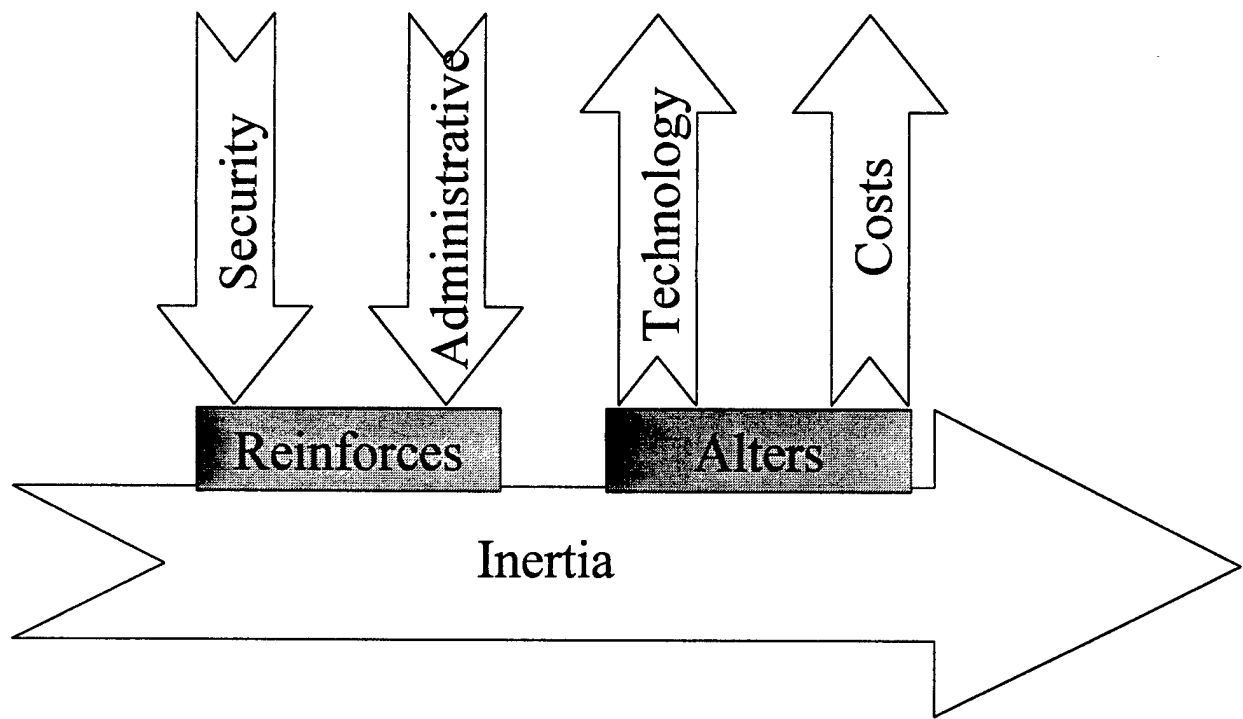 Security
Administrative
Technology
Costs
Reinforces
Alters
Inertia